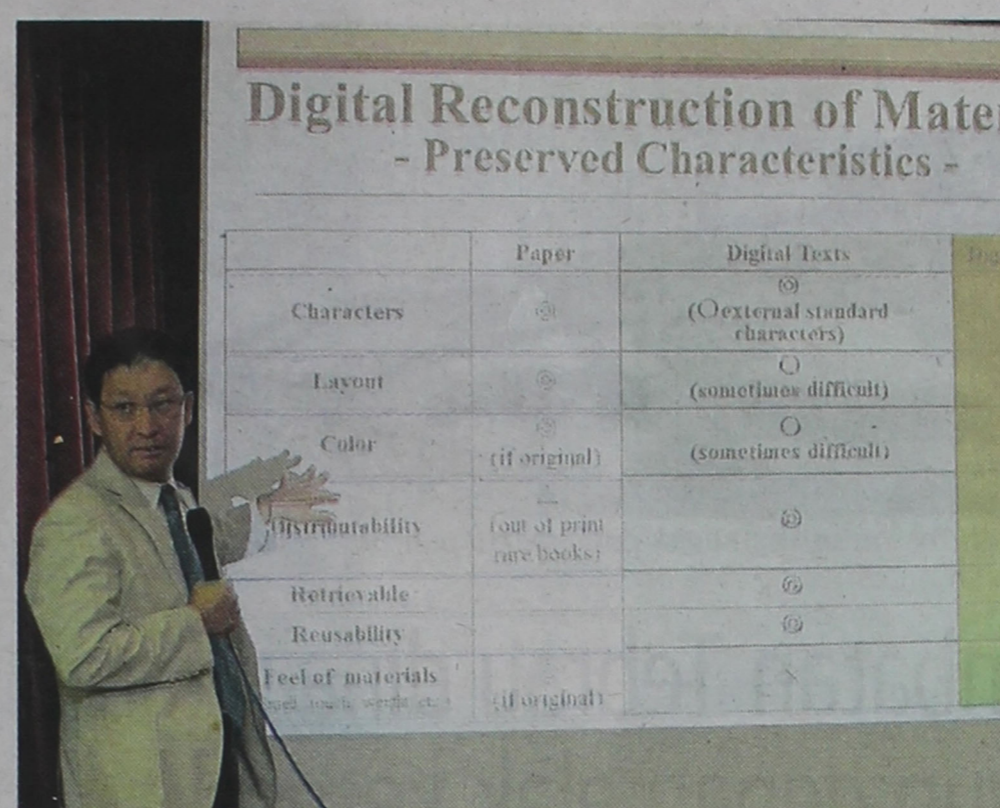 Digital Reconstruction of Mate
- Preserved Characteristics -
Paper Digital Texts
Characters ◎ ◎
(○external standard
characters)
Layout ◎ ○
(sometimes difficult)
Color ◎ ○
(if original) (sometimes difficult)
Distributability ◎
(out of print
rare books)
Retrievable ◎
Reusability ◎
Feel of materials ×
(if original)